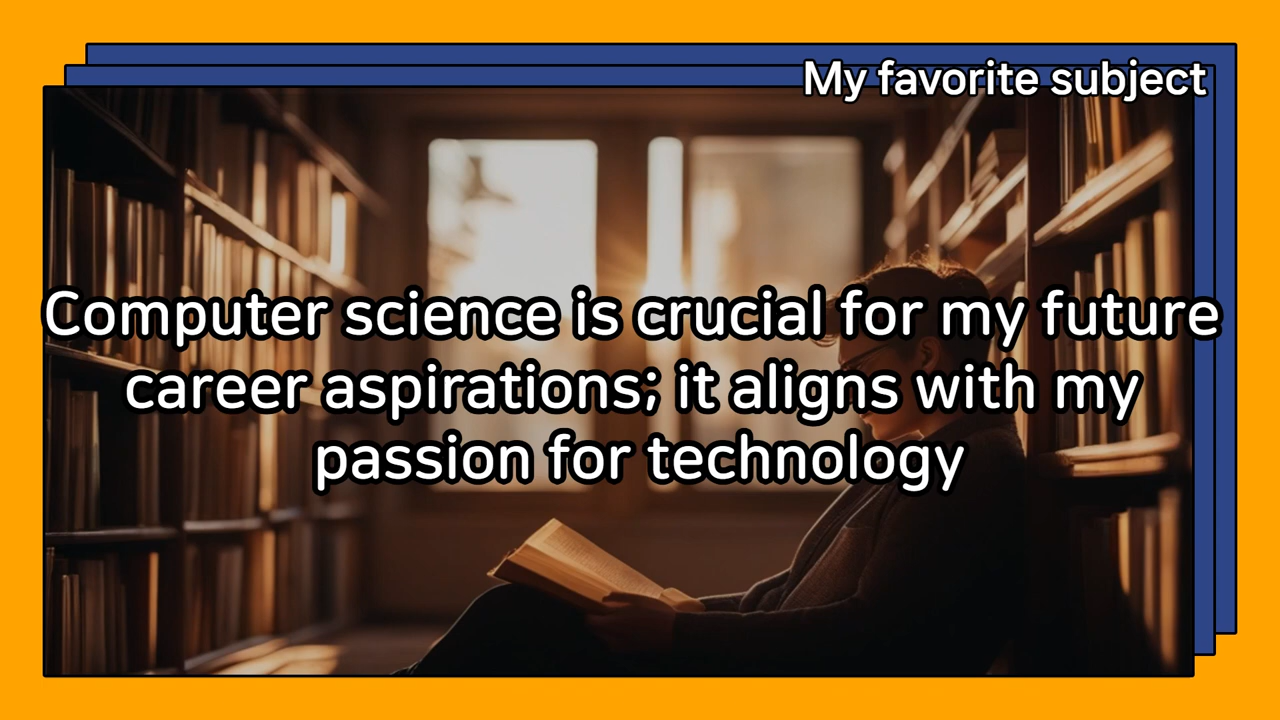 My favorite subject
Computer science is crucial for my future
career aspirations; it aligns with my
passion for technology